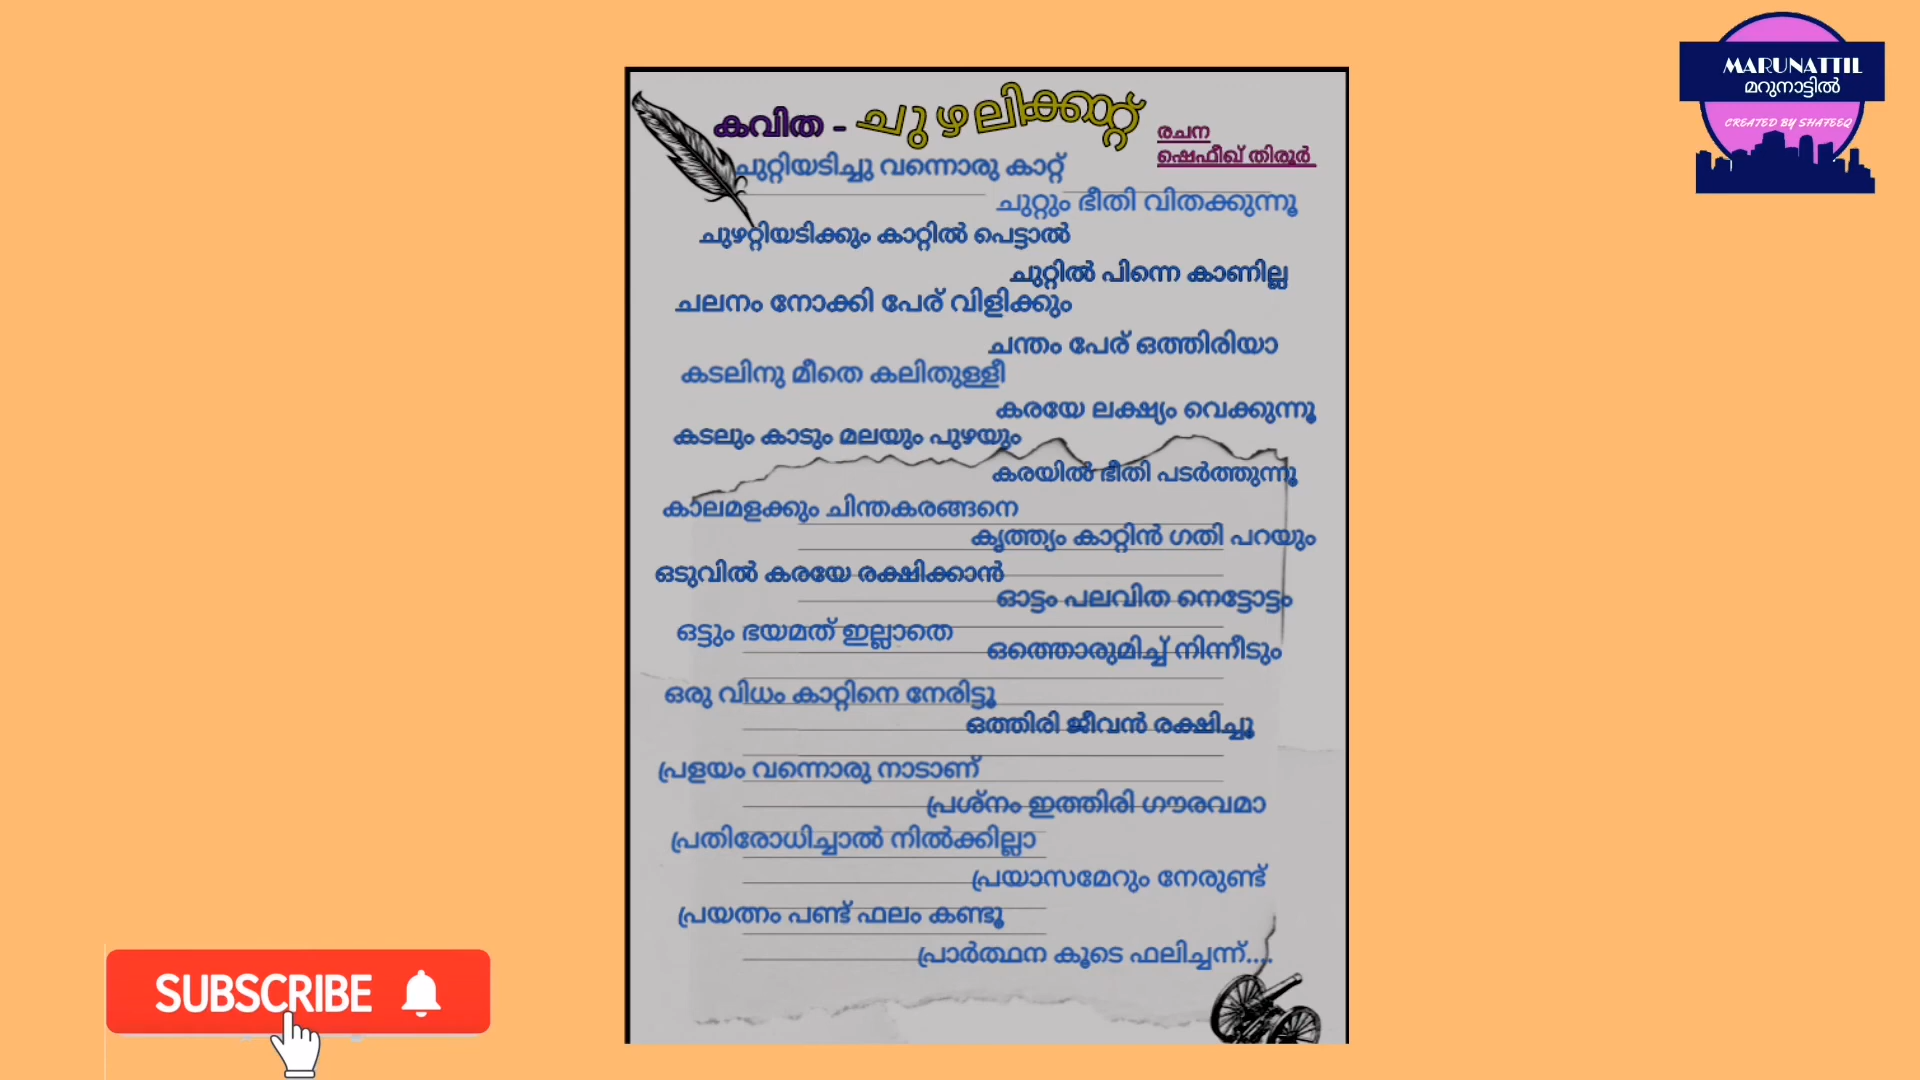 MARUNATTIL
മറുനാട്ടിൽ
CREATED BY SHAFEEQ
കവിത - ചുഴലിക്കാറ്റ്
രചന
ഷെഫീഖ് തിരൂർ
ചുറ്റിയടിച്ചു വന്നൊരു കാറ്റ്
ചുറ്റും ഭീതി വിതക്കുന്നൂ
ചുഴറ്റിയടിക്കും കാറ്റിൽ പെട്ടാൽ
ചുറ്റിൽ പിന്നെ കാണില്ല
ചലനം നോക്കി പേര് വിളിക്കും
ചന്തം പേര് ഒത്തിരിയാ
കടലിനു മീതെ കലിതുള്ളീ
കരയേ ലക്ഷ്യം വെക്കുന്നൂ
കടലും കാടും മലയും പുഴയും
കരയിൽ ഭീതി പടർത്തുന്നൂ
കാലമളക്കും ചിന്തകരങ്ങനെ
കൃത്ത്യം കാറ്റിൻ ഗതി പറയും
ഒടുവിൽ കരയേ രക്ഷിക്കാൻ
ഓട്ടം പലവിത നെട്ടോട്ടം
ഒട്ടും ഭയമത് ഇല്ലാതെ
ഒത്തൊരുമിച്ച് നിന്നീടും
ഒരു വിധം കാറ്റിനെ നേരിട്ടൂ
ഒത്തിരി ജീവൻ രക്ഷിച്ചൂ
പ്രളയം വന്നൊരു നാടാണ്
പ്രശ്നം ഇത്തിരി ഗൗരവമാ
പ്രതിരോധിച്ചാൽ നിൽക്കില്ലാ
പ്രയാസമേറും നേരുണ്ട്
പ്രയത്നം പണ്ട് ഫലം കണ്ടൂ
പ്രാർത്ഥന കൂടെ ഫലിച്ചന്ന്....
SUBSCRIBE